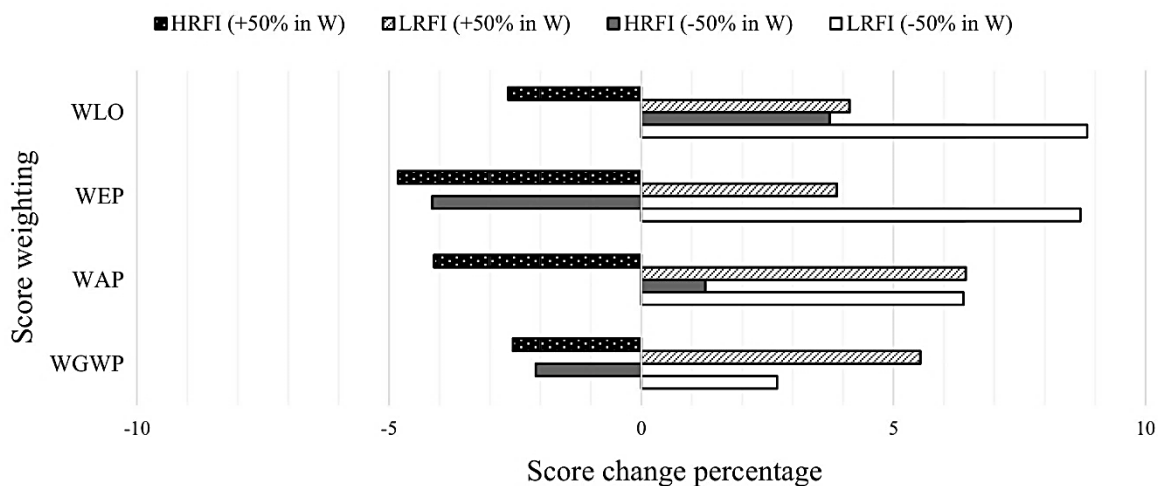 HRFI (+50% in W) LRFI (+50% in W) HRFI (-50% in W) LRFI (-50% in W)
Score weighting
WLO
WEP
WAP
WGWP
-10 -5 0 5 10
Score change percentage